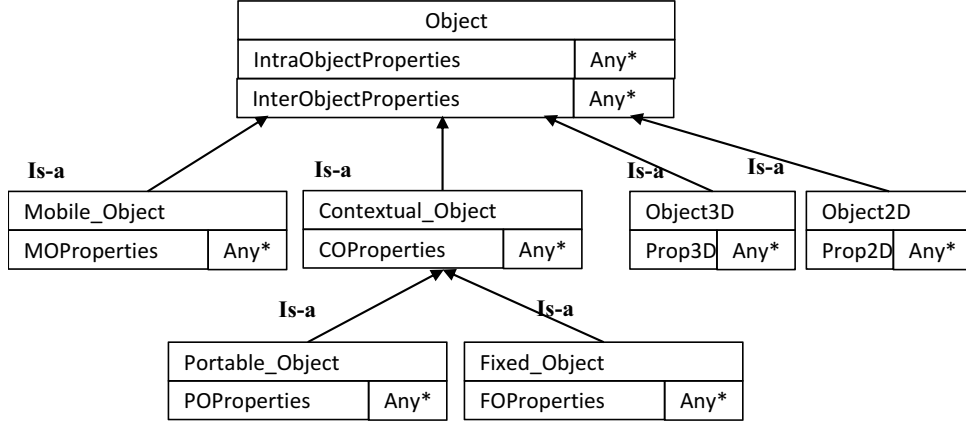 Object
IntraObjectProperties Any*
InterObjectProperties Any*
Is-a Is-a Is-a Is-a
Mobile_Object Contextual_Object Object3D Object2D
MOProperties Any* COProperties Any* Prop3D Any* Prop2D Any*
Is-a Is-a
Portable_Object Fixed_Object
POProperties Any* FOProperties Any*